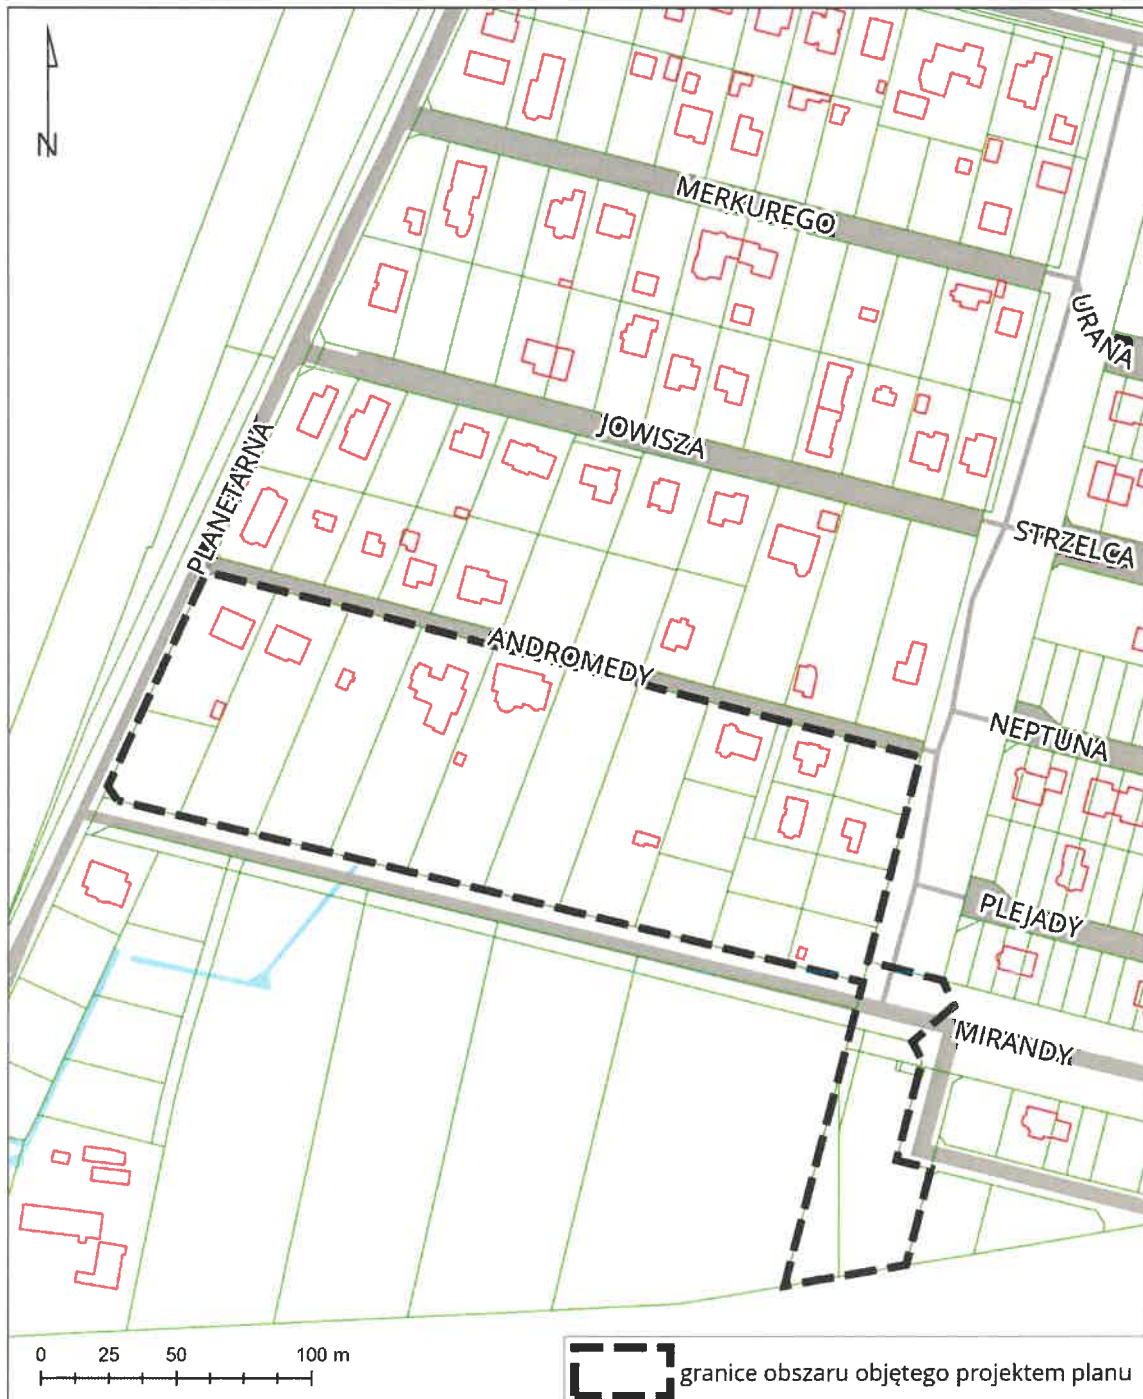 N
MERKUREGO
URANA
JOWISZA
PLANETARNA
STRZELCA
ANDROMEDY
NEPTUNA
PLEJADY
MIRANDY
0 25 50 100 m
granice obszaru objętego projektem planu